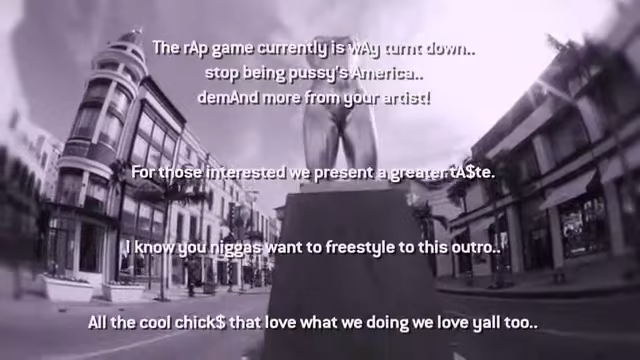 The rAp game currently is wAy turnt down..
stop being pussy's America..
demAnd more from your artist!
For those interested we present a greater tA$te.
I know you niggas want to freestyle to this outro..
All the cool chick$ that love what we doing we love yall too..